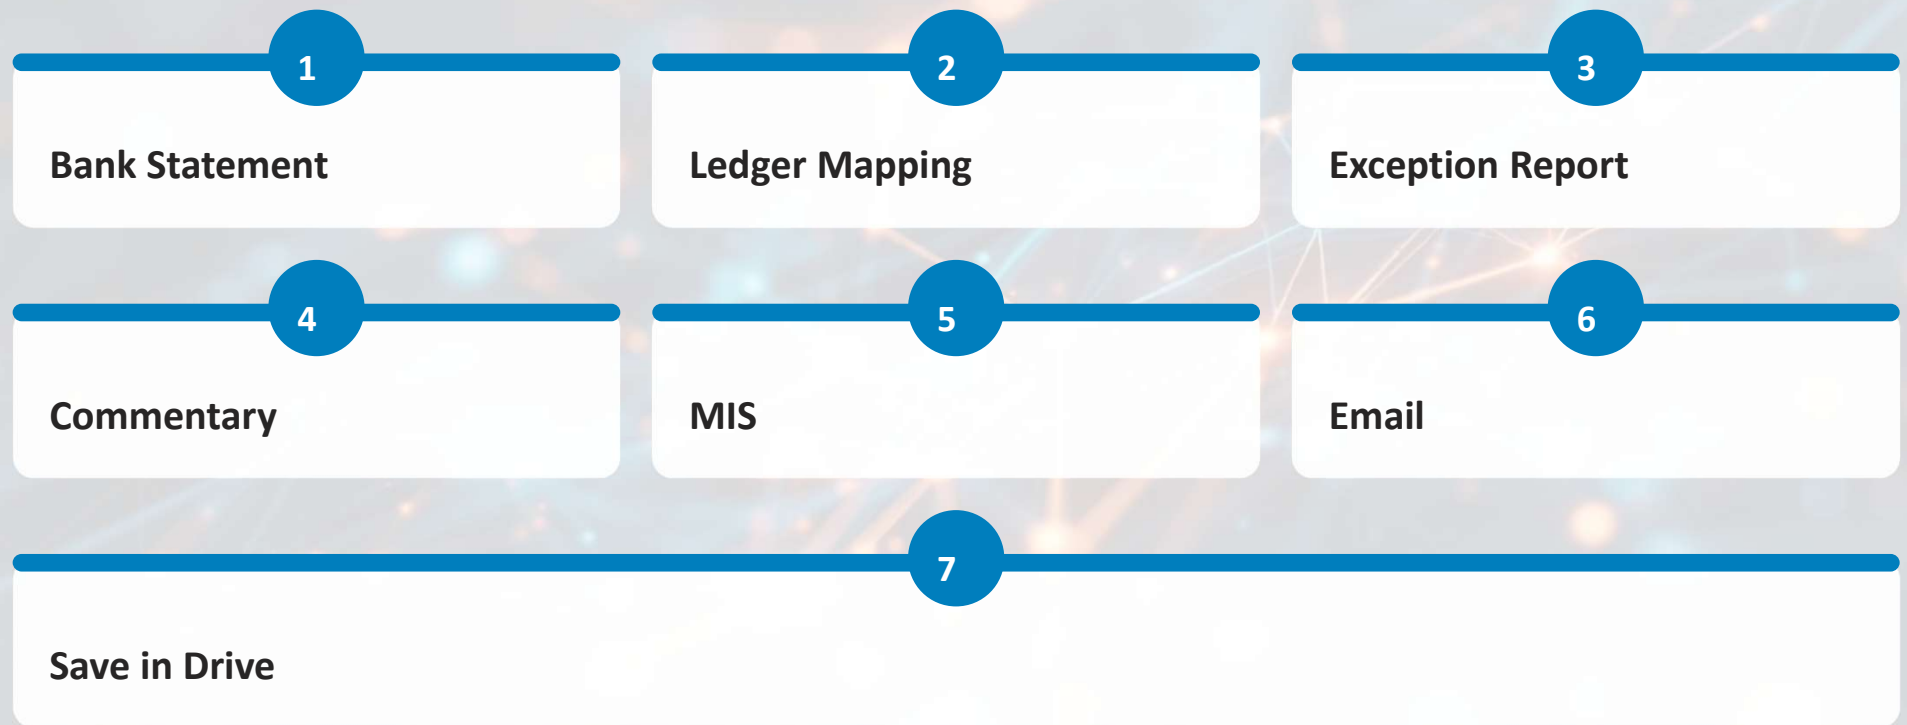 1
Bank Statement
2
Ledger Mapping
3
Exception Report
4
Commentary
5
MIS
6
Email
7
Save in Drive